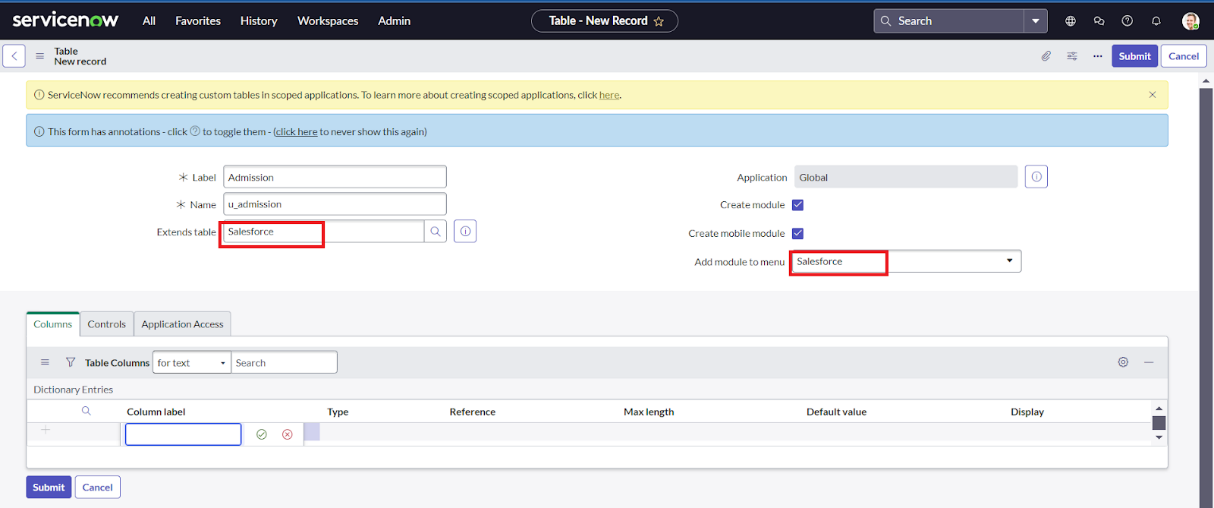 servicenow All Favorites History Workspaces Admin Table - New Record Search
Table
New record
Submit Cancel
ServiceNow recommends creating custom tables in scoped applications. To learn more about creating scoped applications, click here.
This form has annotations - click ? to toggle them - (click here to never show this again)
Label Admission
Application Global
Name u_admission
Create module
Extends table Salesforce
Create mobile module
Add module to menu Salesforce
Columns Controls Application Access
Table Columns for text Search
Dictionary Entries
Column label Type Reference Max length Default value Display
Submit Cancel